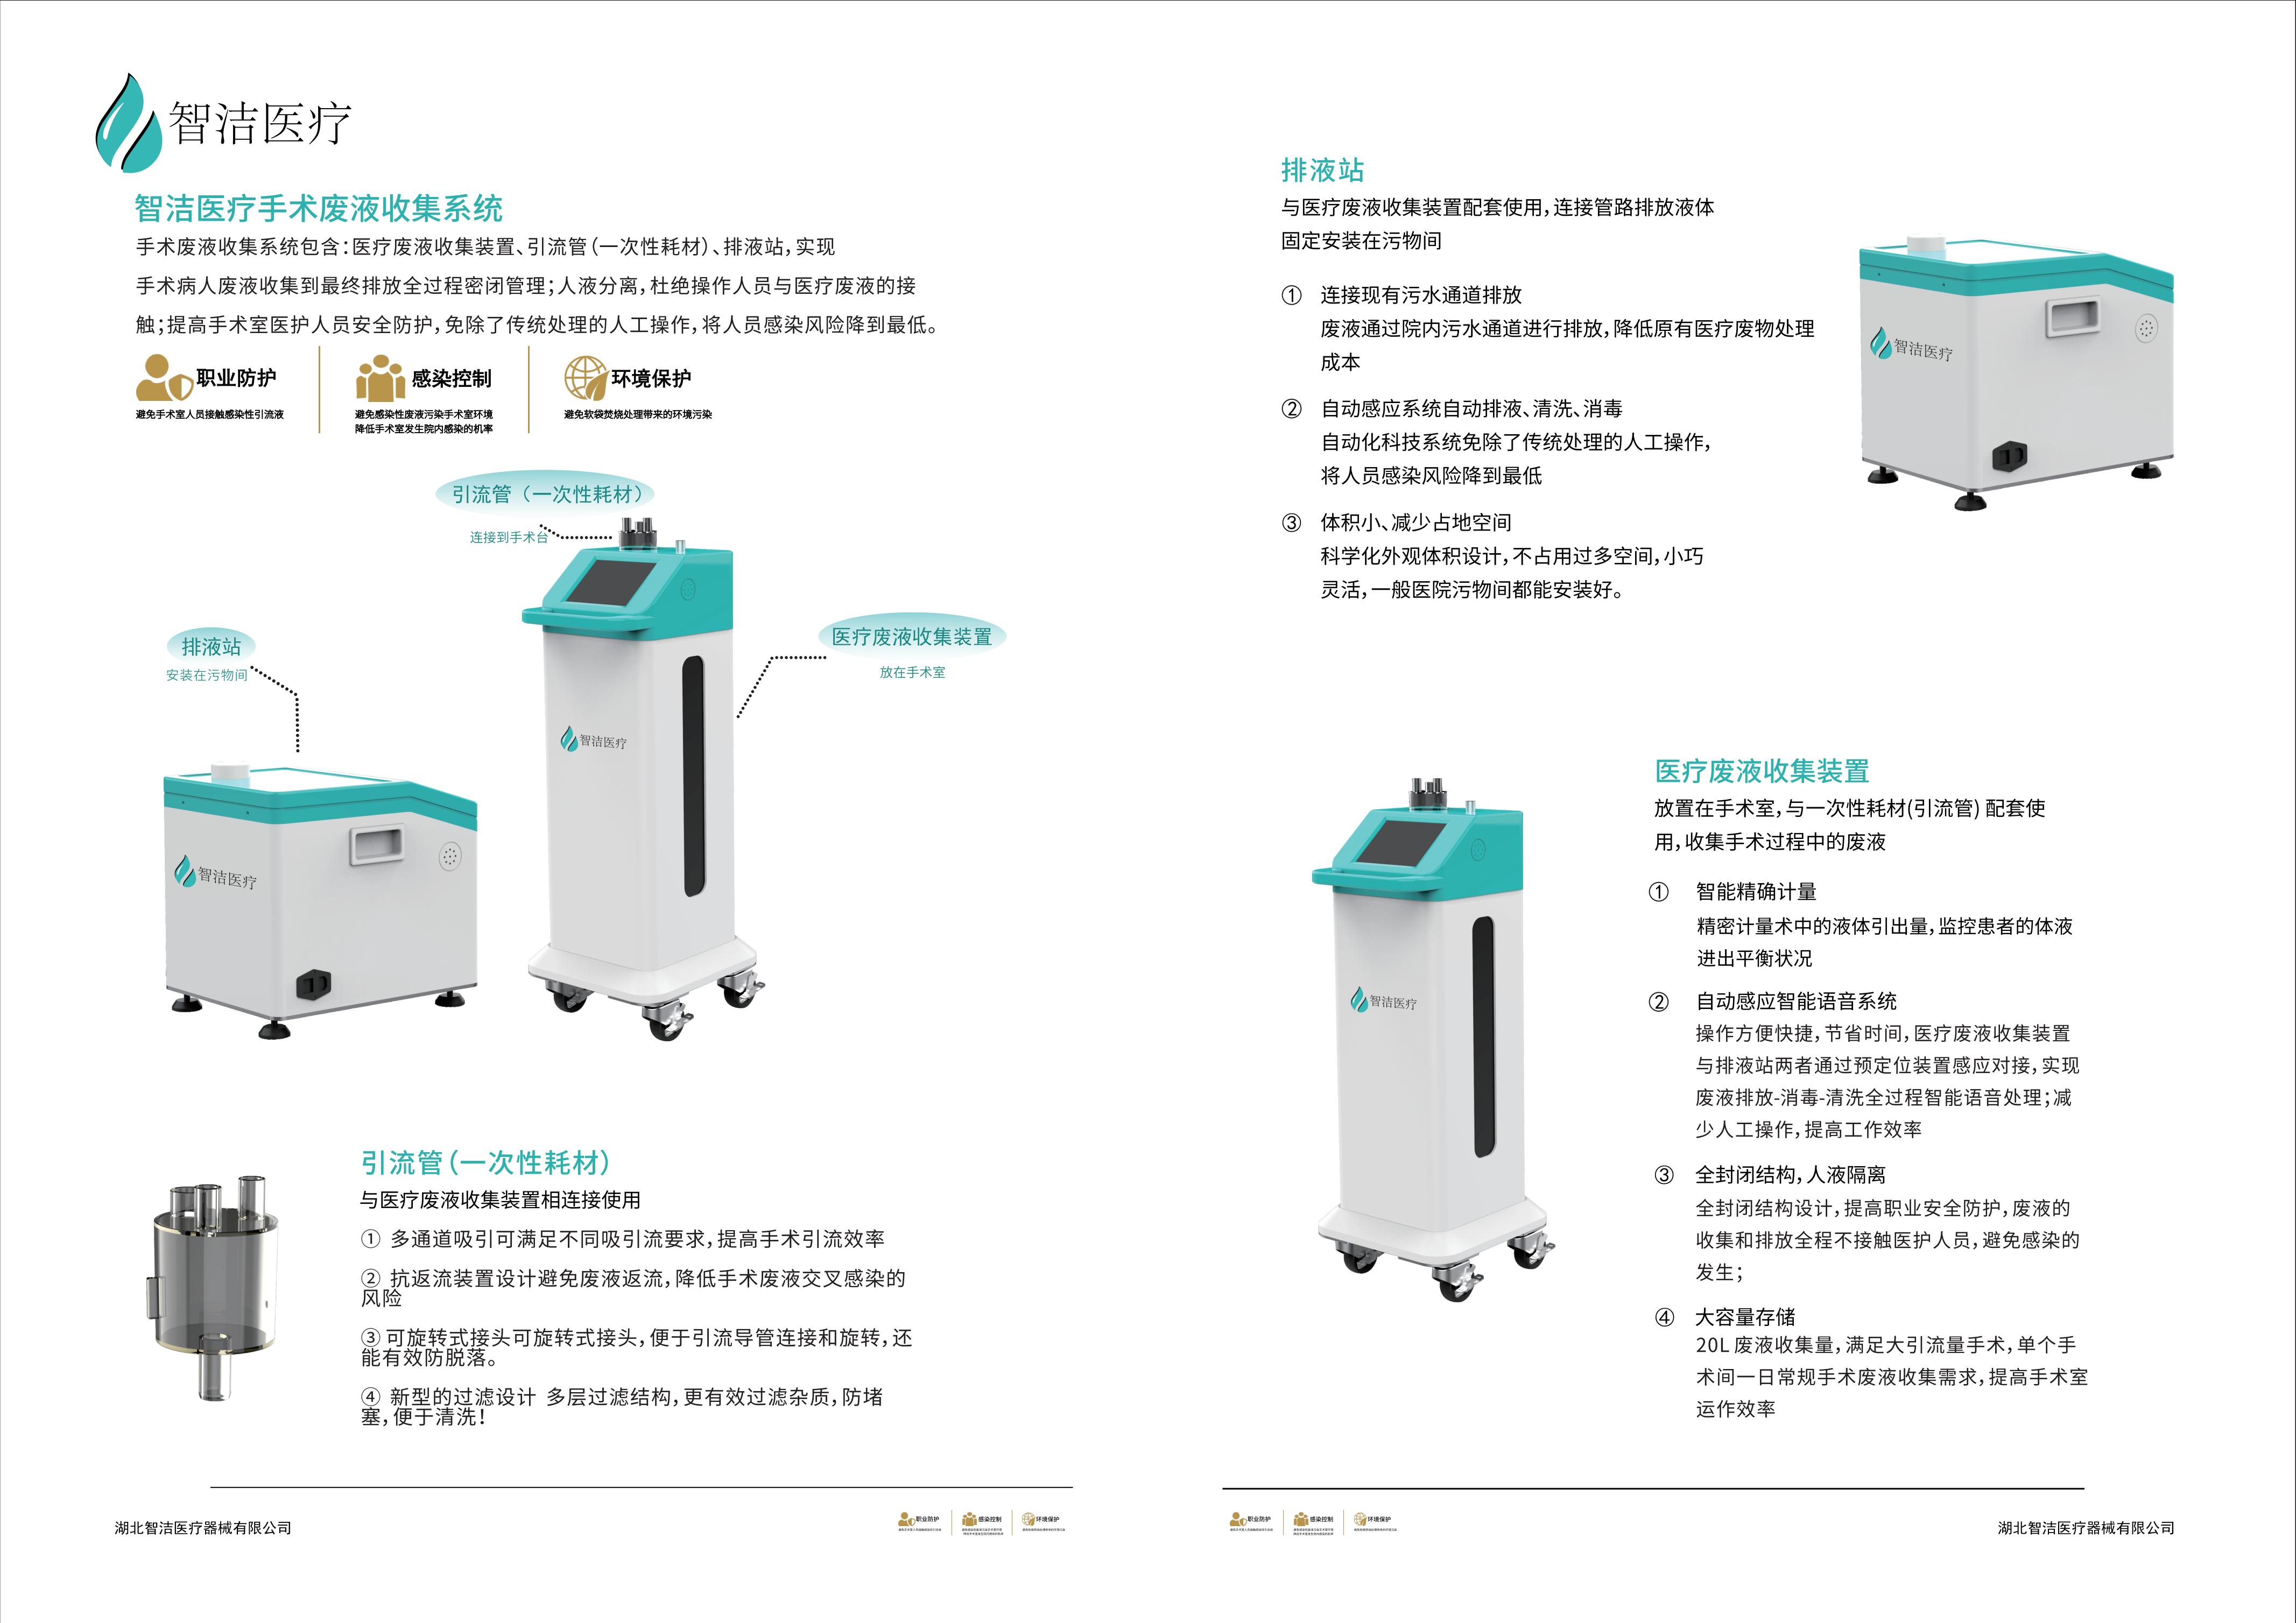 智洁医疗
智洁医疗手术废液收集系统
手术废液收集系统包含：医疗废液收集装置、引流管（一次性耗材）、排液站，实现
手术病人废液收集到最终排放全过程密闭管理；人液分离，杜绝操作人员与医疗废液的接
触；提高手术室医护人员安全防护，免除了传统处理的人工操作，将人员感染风险降到最低。
职业防护
避免手术室人员接触感染性引流液
感染控制
避免感染性废液污染手术室环境
降低手术室发生院内感染的机率
环境保护
避免软袋焚烧处理带来的环境污染
引流管（一次性耗材）
连接到手术台
医疗废液收集装置
放在手术室
排液站
安装在污物间
智洁医疗
智洁医疗
引流管（一次性耗材）
与医疗废液收集装置相连接使用
① 多通道吸引可满足不同吸引流要求，提高手术引流效率
② 抗返流装置设计避免废液返流，降低手术废液交叉感染的
风险
③ 可旋转式接头可旋转式接头，便于引流导管连接和旋转，还
能有效防脱落。
④ 新型的过滤设计 多层过滤结构，更有效过滤杂质，防堵
塞，便于清洗！
湖北智洁医疗器械有限公司
职业防护
感染控制
环境保护
排液站
与医疗废液收集装置配套使用，连接管路排放液体
固定安装在污物间
① 连接现有污水通道排放
废液通过院内污水通道进行排放，降低原有医疗废物处理
成本
② 自动感应系统自动排液、清洗、消毒
自动化科技系统免除了传统处理的人工操作，
将人员感染风险降到最低
③ 体积小、减少占地空间
科学化外观体积设计，不占用过多空间，小巧
灵活，一般医院污物间都能安装好。
智洁医疗
医疗废液收集装置
放置在手术室，与一次性耗材(引流管) 配套使
用，收集手术过程中的废液
① 智能精确计量
精密计量术中的液体引出量，监控患者的体液
进出平衡状况
② 自动感应智能语音系统
操作方便快捷，节省时间，医疗废液收集装置
与排液站两者通过预定位装置感应对接，实现
废液排放-消毒-清洗全过程智能语音处理；减
少人工操作，提高工作效率
③ 全封闭结构，人液隔离
全封闭结构设计，提高职业安全防护，废液的
收集和排放全程不接触医护人员，避免感染的
发生；
④ 大容量存储
20L 废液收集量，满足大引流量手术，单个手
术间一日常规手术废液收集需求，提高手术室
运作效率
智洁医疗
职业防护
感染控制
环境保护
湖北智洁医疗器械有限公司